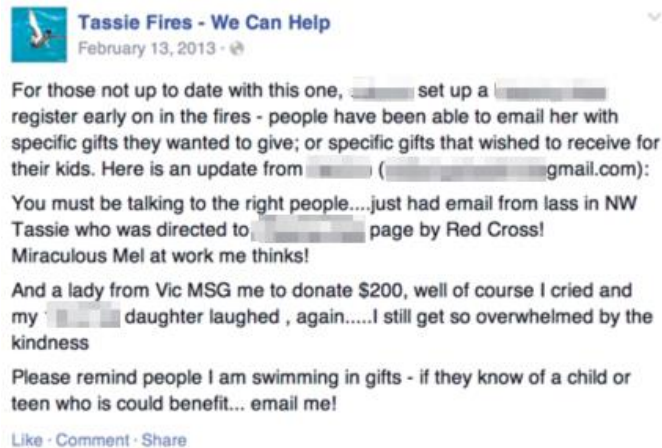 Tassie Fires - We Can Help
February 13, 2013 ·
For those not up to date with this one, set up a
register early on in the fires - people have been able to email her with
specific gifts they wanted to give; or specific gifts that wished to receive for
their kids. Here is an update from ( gmail.com):
You must be talking to the right people....just had email from lass in NW
Tassie who was directed to page by Red Cross!
Miraculous Mel at work me thinks!
And a lady from Vic MSG me to donate $200, well of course I cried and
my daughter laughed , again.....I still get so overwhelmed by the
kindness
Please remind people I am swimming in gifts - if they know of a child or
teen who is could benefit... email me!
Like · Comment · Share